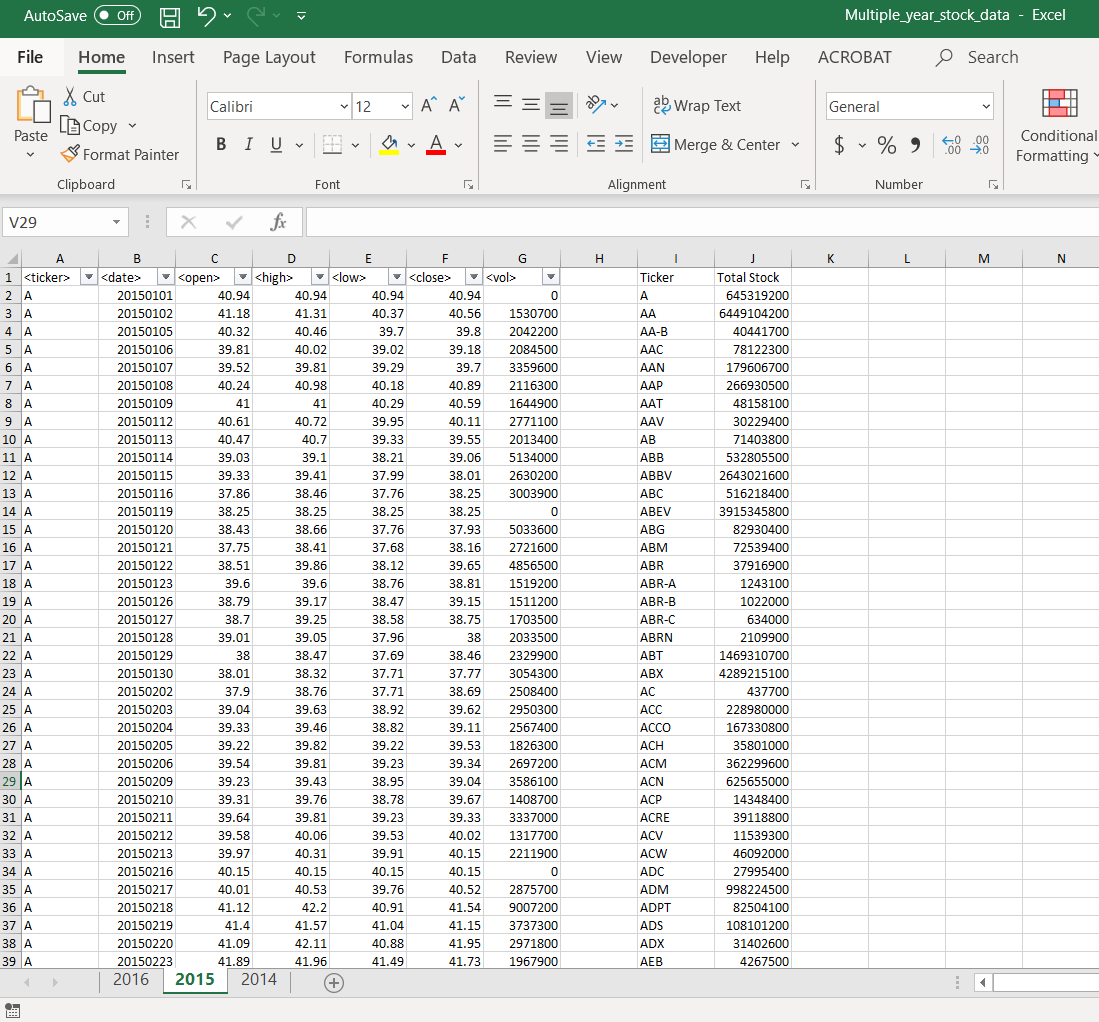 AutoSave Off Multiple_year_stock_data - Excel
File Home Insert Page Layout Formulas Data Review View Developer Help ACROBAT Search
Paste
Cut
Copy
Format Painter
Clipboard
Calibri 12
B I U A
Font
Wrap Text
Merge & Center
Alignment
General
$ % 9 .00 .00
Number
Conditional
Formatting
V29 fx
A B C D E F G H I J K L M N
1 <ticker> <date> <open> <high> <low> <close> <vol> Ticker Total Stock
2 A 20150101 40.94 40.94 40.94 40.94 0 A 645319200
3 A 20150102 41.18 41.31 40.37 40.56 1530700 AA 6449104200
4 A 20150105 40.32 40.46 39.7 39.8 2042200 AA-B 40441700
5 A 20150106 39.81 40.02 39.02 39.18 2084500 AAC 78122300
6 A 20150107 39.52 39.81 39.29 39.7 3359600 AAN 179606700
7 A 20150108 40.24 40.98 40.18 40.89 2116300 AAP 266930500
8 A 20150109 41 41 40.29 40.59 1644900 AAT 48158100
9 A 20150112 40.61 40.72 39.95 40.11 2771100 AAV 30229400
10 A 20150113 40.47 40.7 39.33 39.55 2013400 AB 71403800
11 A 20150114 39.03 39.1 38.21 39.06 5134000 ABB 532805500
12 A 20150115 39.33 39.41 37.99 38.01 2630200 ABBV 2643021600
13 A 20150116 37.86 38.46 37.76 38.25 3003900 ABC 516218400
14 A 20150119 38.25 38.25 38.25 38.25 0 ABEV 3915345800
15 A 20150120 38.43 38.66 37.76 37.93 5033600 ABG 82930400
16 A 20150121 37.75 38.41 37.68 38.16 2721600 ABM 72539400
17 A 20150122 38.51 39.86 38.12 39.65 4856500 ABR 37916900
18 A 20150123 39.6 39.6 38.76 38.81 1519200 ABR-A 1243100
19 A 20150126 38.79 39.17 38.47 39.15 1511200 ABR-B 1022000
20 A 20150127 38.7 39.25 38.58 38.75 1703500 ABR-C 634000
21 A 20150128 39.01 39.05 37.96 38 2033500 ABRN 2109900
22 A 20150129 38 38.47 37.69 38.46 2329900 ABT 1469310700
23 A 20150130 38.01 38.32 37.71 37.77 3054300 ABX 4289215100
24 A 20150202 37.9 38.76 37.71 38.69 2508400 AC 437700
25 A 20150203 39.04 39.63 38.92 39.62 2950300 ACC 228980000
26 A 20150204 39.33 39.46 38.82 39.11 2567400 ACCO 167330800
27 A 20150205 39.22 39.82 39.22 39.53 1826300 ACH 35801000
28 A 20150206 39.54 39.81 39.23 39.34 2697200 ACM 362299600
29 A 20150209 39.23 39.43 38.95 39.04 3586100 ACN 625655000
30 A 20150210 39.31 39.76 38.78 39.67 1408700 ACP 14348400
31 A 20150211 39.64 39.81 39.23 39.33 3337000 ACRE 39118800
32 A 20150212 39.58 40.06 39.53 40.02 1317700 ACV 11539300
33 A 20150213 39.97 40.31 39.91 40.15 2211900 ACW 46092000
34 A 20150216 40.15 40.15 40.15 40.15 0 ADC 27995400
35 A 20150217 40.01 40.53 39.76 40.52 2875700 ADM 998224500
36 A 20150218 41.12 42.2 40.91 41.54 9007200 ADPT 82504100
37 A 20150219 41.4 41.57 41.04 41.15 3737300 ADS 108101200
38 A 20150220 41.09 42.11 40.88 41.95 2971800 ADX 31402600
39 A 20150223 41.89 41.96 41.49 41.73 1967900 AEB 4267500
2016 2015 2014